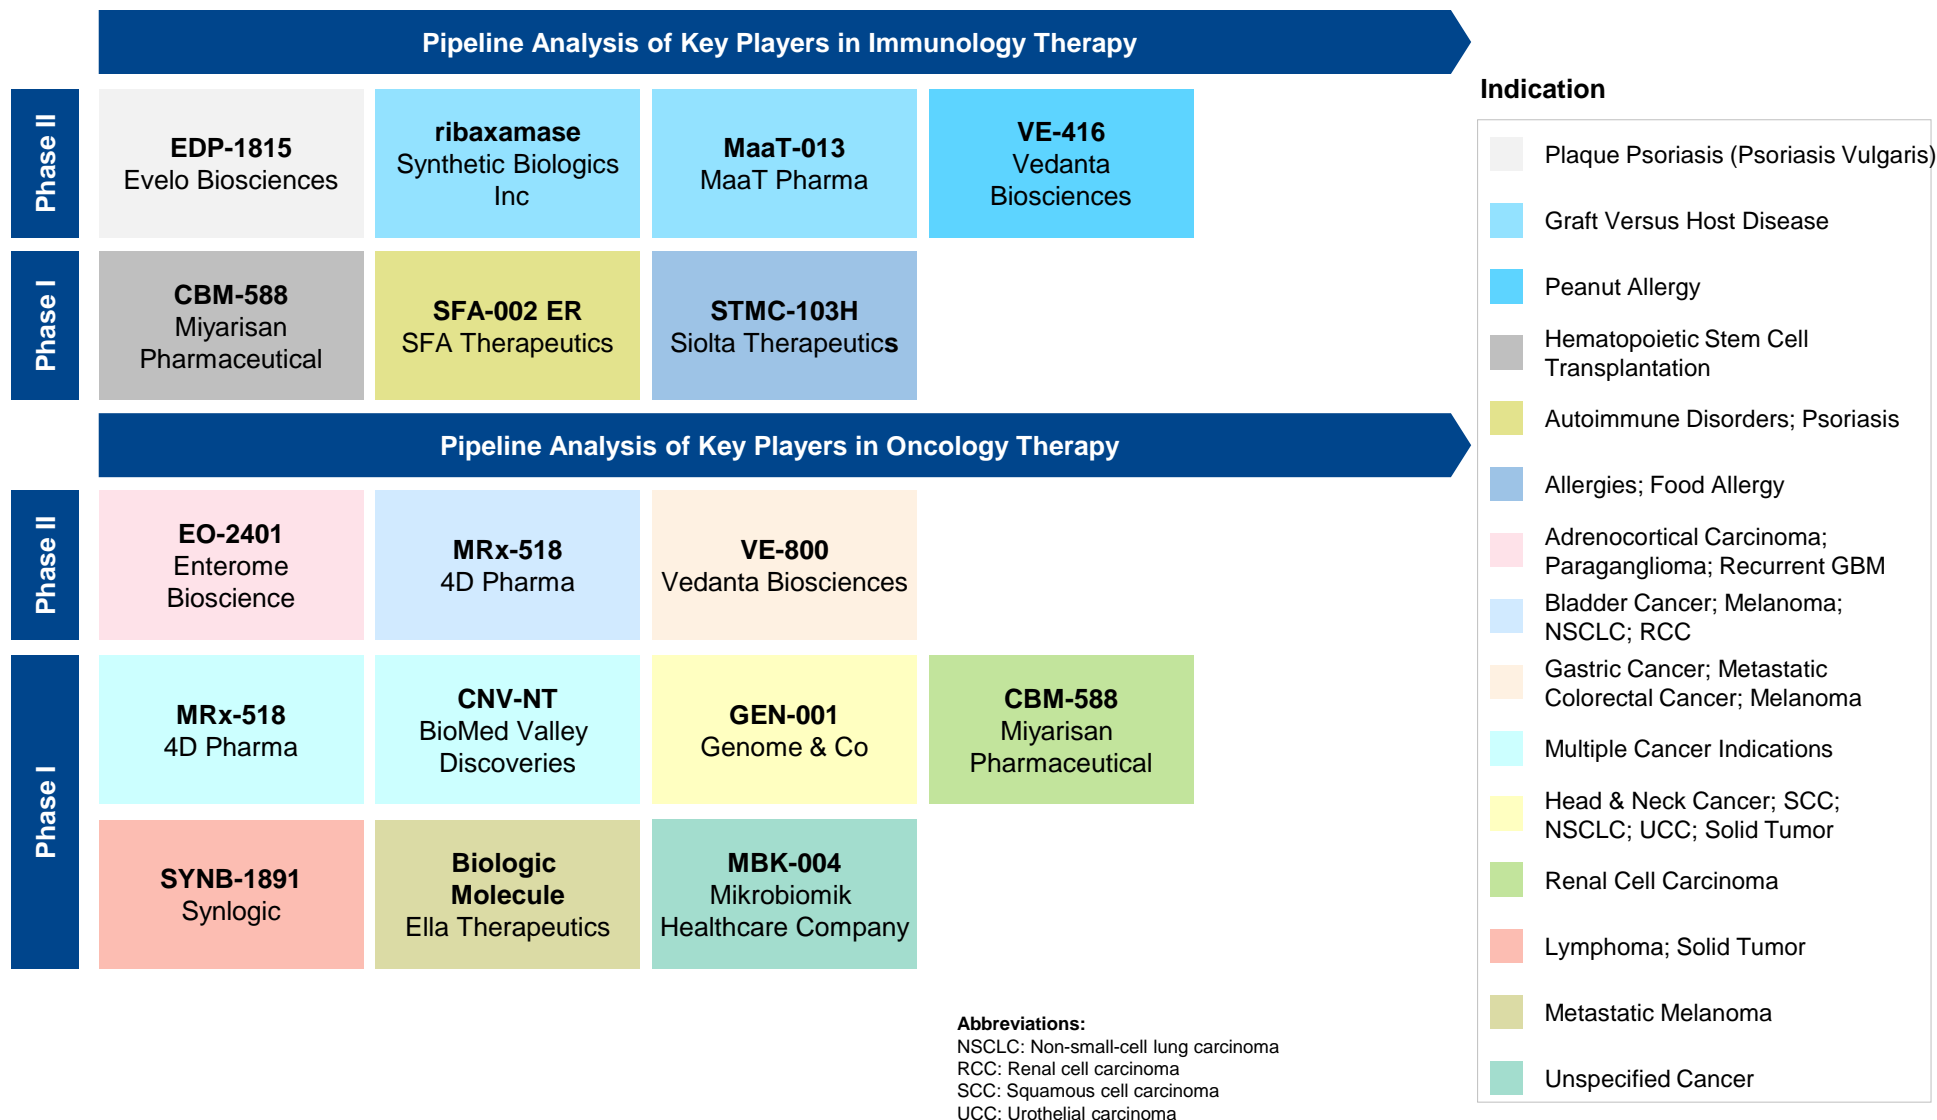 Pipeline Analysis of Key Players in Immunology Therapy
Phase II
EDP-1815
Evelo Biosciences
ribaxamase
Synthetic Biologics
Inc
MaaT-013
MaaT Pharma
VE-416
Vedanta
Biosciences
Phase I
CBM-588
Miyarisan
Pharmaceutical
SFA-002 ER
SFA Therapeutics
STMC-103H
Siolta Therapeutics
Pipeline Analysis of Key Players in Oncology Therapy
Phase II
EO-2401
Enterome
Bioscience
MRx-518
4D Pharma
VE-800
Vedanta Biosciences
Phase I
MRx-518
4D Pharma
CNV-NT
BioMed Valley
Discoveries
GEN-001
Genome & Co
CBM-588
Miyarisan
Pharmaceutical
SYNB-1891
Synlogic
Biologic
Molecule
Ella Therapeutics
MBK-004
Mikrobiomik
Healthcare Company
Indication
Plaque Psoriasis (Psoriasis Vulgaris)
Graft Versus Host Disease
Peanut Allergy
Hematopoietic Stem Cell
Transplantation
Autoimmune Disorders; Psoriasis
Allergies; Food Allergy
Adrenocortical Carcinoma;
Paraganglioma; Recurrent GBM
Bladder Cancer; Melanoma;
NSCLC; RCC
Gastric Cancer; Metastatic
Colorectal Cancer; Melanoma
Multiple Cancer Indications
Head & Neck Cancer; SCC;
NSCLC; UCC; Solid Tumor
Renal Cell Carcinoma
Lymphoma; Solid Tumor
Metastatic Melanoma
Unspecified Cancer
Abbreviations:
NSCLC: Non-small-cell lung carcinoma
RCC: Renal cell carcinoma
SCC: Squamous cell carcinoma
UCC: Urothelial carcinoma